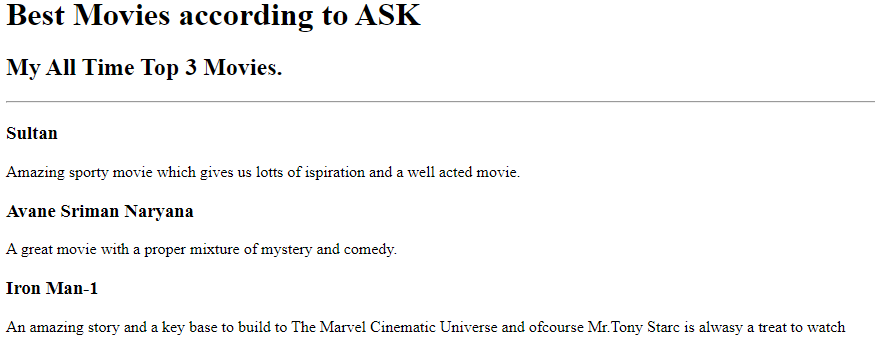 Best Movies according to ASK
My All Time Top 3 Movies.
Sultan
Amazing sporty movie which gives us lotts of ispiration and a well acted movie.
Avane Sriman Naryana
A great movie with a proper mixture of mystery and comedy.
Iron Man-1
An amazing story and a key base to build to The Marvel Cinematic Universe and ofcourse Mr.Tony Starc is alwasy a treat to watch